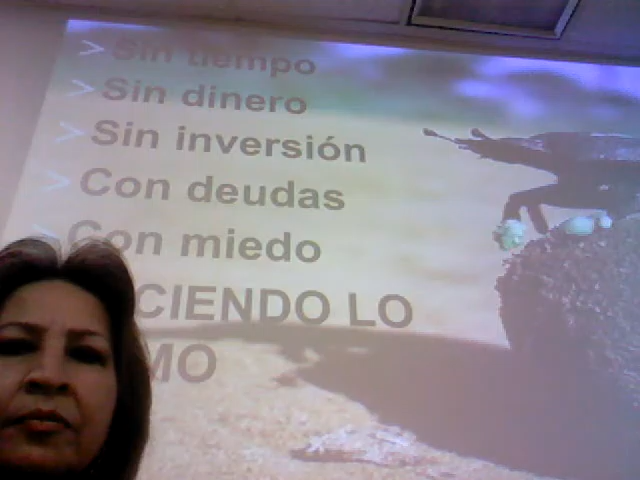 > Sin tiempo
> Sin dinero
> Sin inversión
> Con deudas
> Con miedo
CIENDO LO
MO